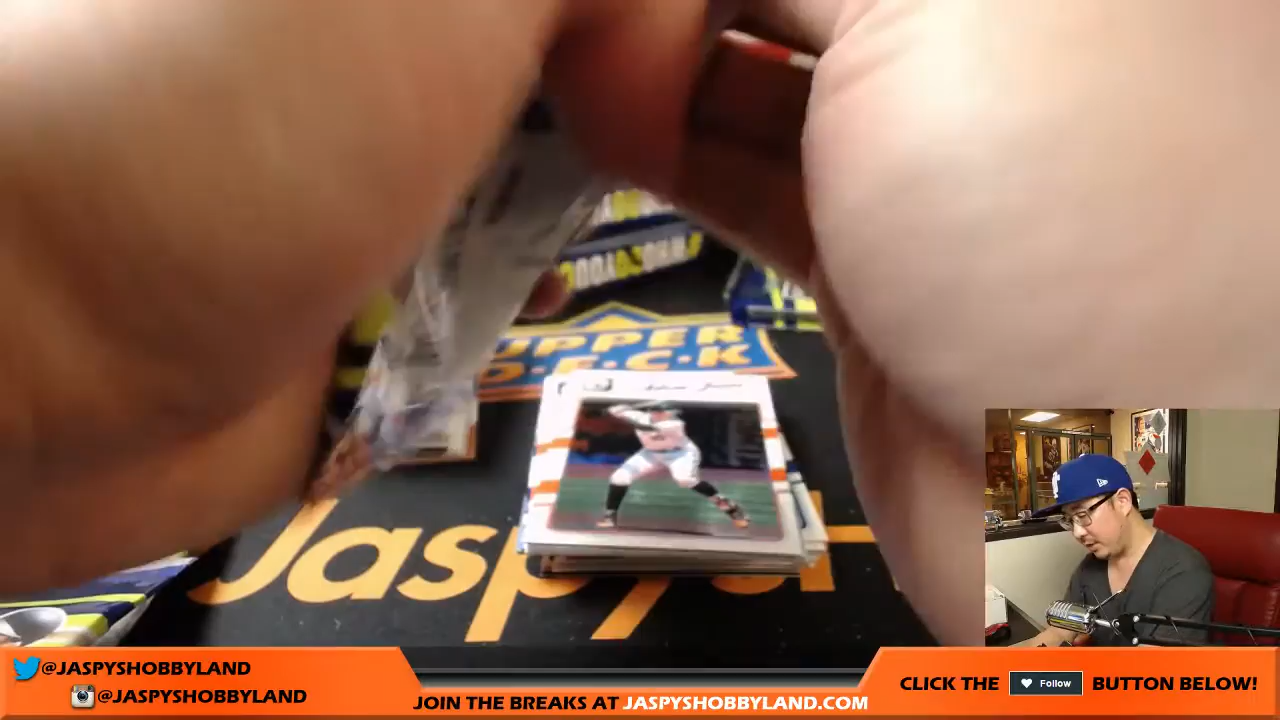 UPPER
D·E·C·K
Jaspy's
@JASPYSHOBBYLAND
@JASPYSHOBBYLAND
JOIN THE BREAKS AT JASPYSHOBBYLAND.COM
CLICK THE Follow BUTTON BELOW!